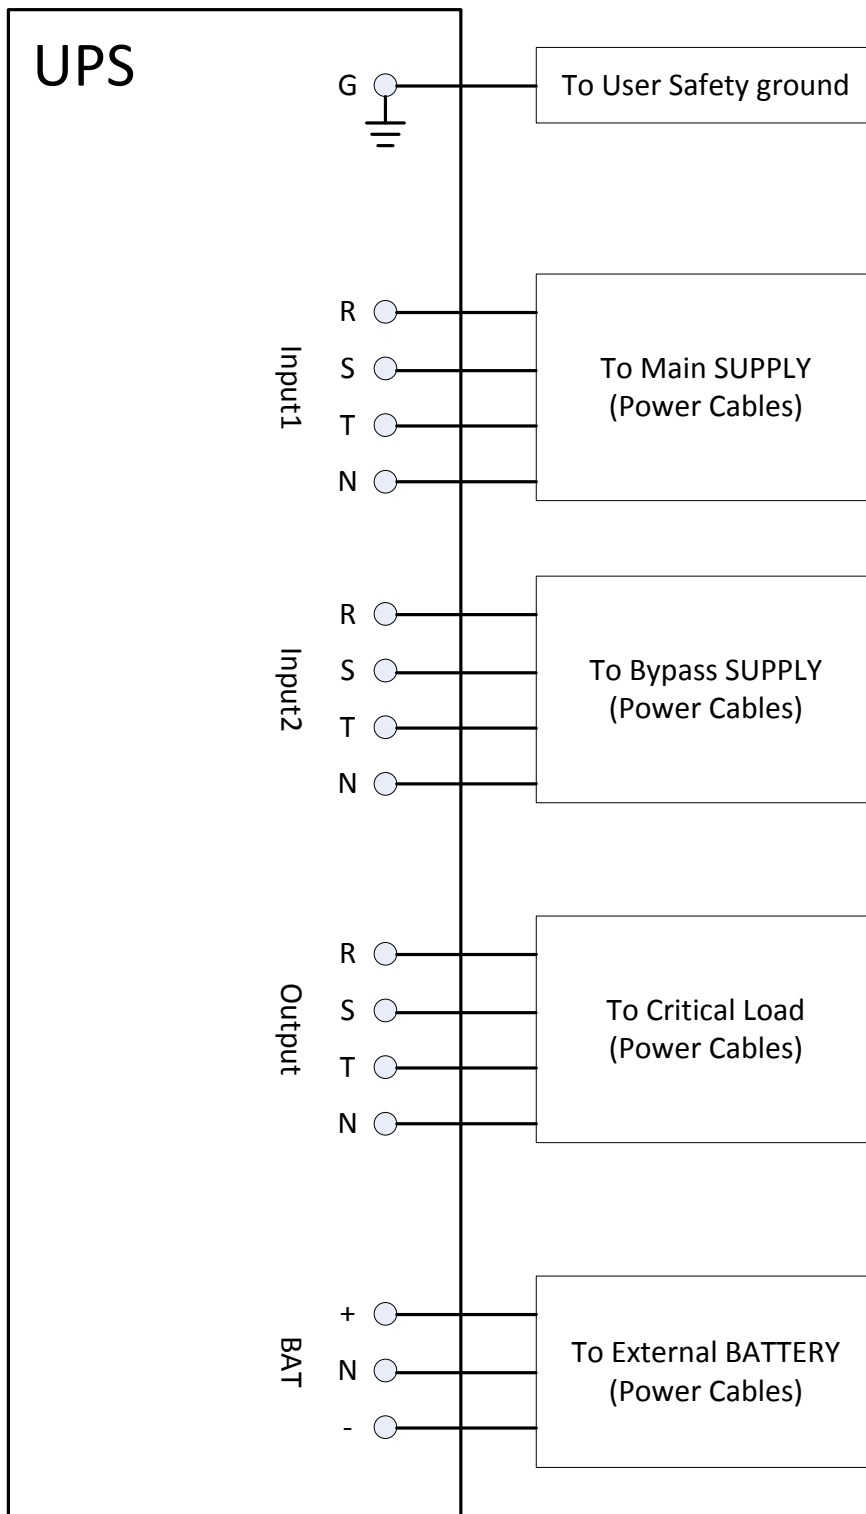 UPS
G
To User Safety ground
Input1
R
S
T
N
To Main SUPPLY
(Power Cables)
Input2
R
S
T
N
To Bypass SUPPLY
(Power Cables)
Output
R
S
T
N
To Critical Load
(Power Cables)
BAT
+
N
-
To External BATTERY
(Power Cables)